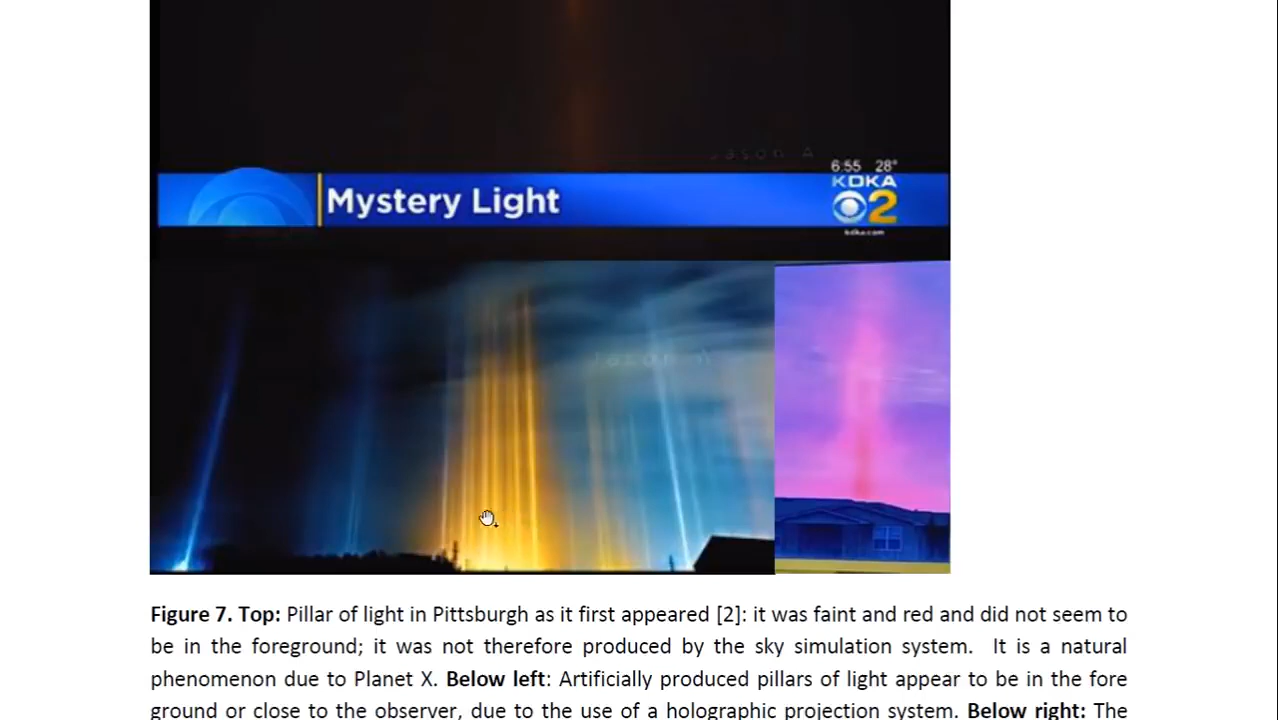 Jason A
6:55 28°
KDKA
Mystery Light
2
kdka.com
Jason A
Figure 7. Top: Pillar of light in Pittsburgh as it first appeared [2]: it was faint and red and did not seem to
be in the foreground; it was not therefore produced by the sky simulation system. It is a natural
phenomenon due to Planet X. Below left: Artificially produced pillars of light appear to be in the fore
ground or close to the observer, due to the use of a holographic projection system. Below right: The